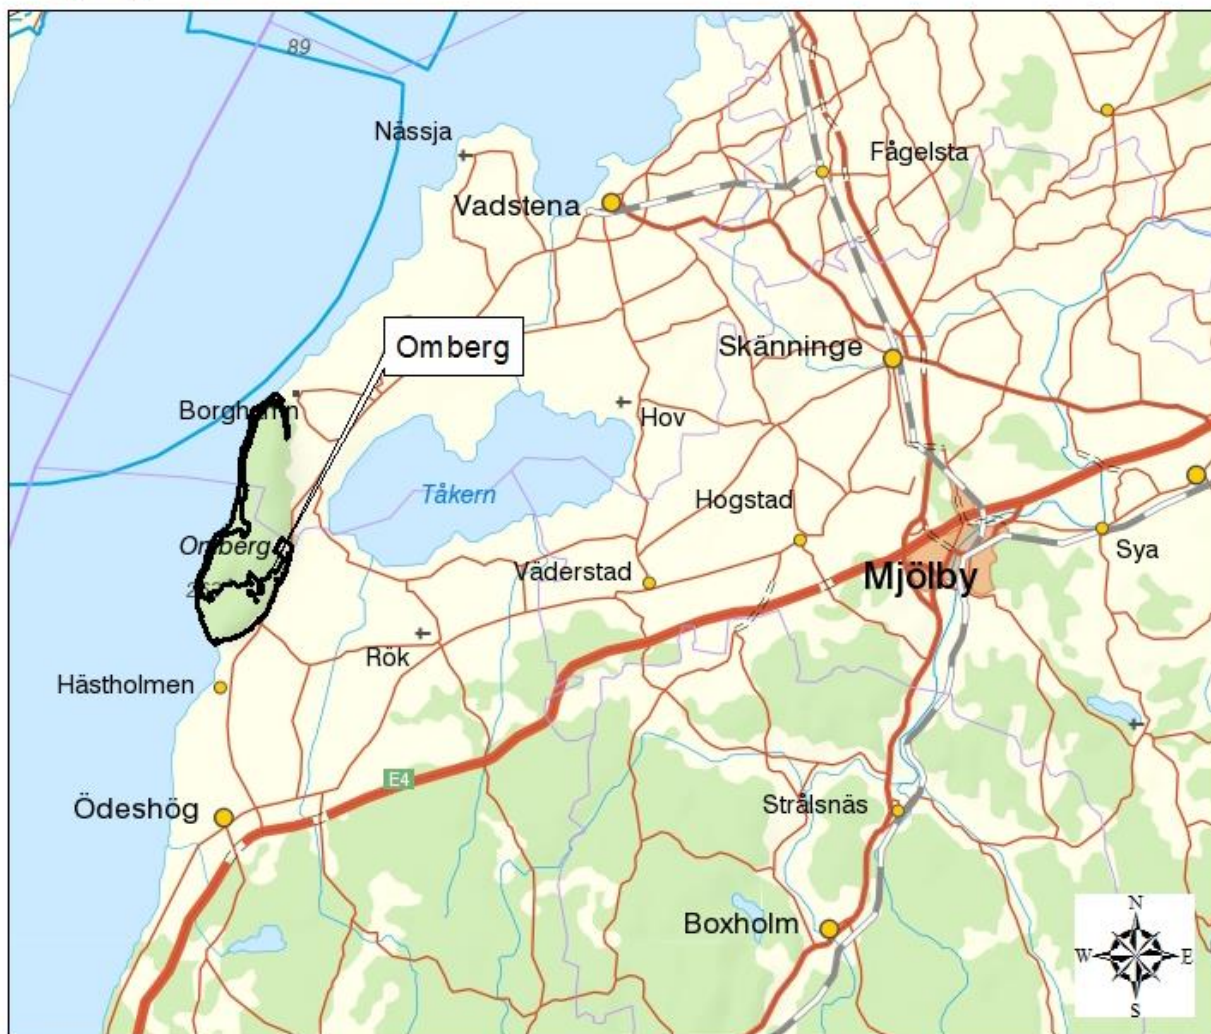 89
Nässja
Fågelsta
Vadstena
Omberg
Skänninge
Borghamn
Hov
Tåkern
Hogstad
Omberg
Sya
Väderstad
Mjölby
Rök
Hästholmen
E4
Ödeshög
Strålsnäs
Boxholm
N
W
E
S